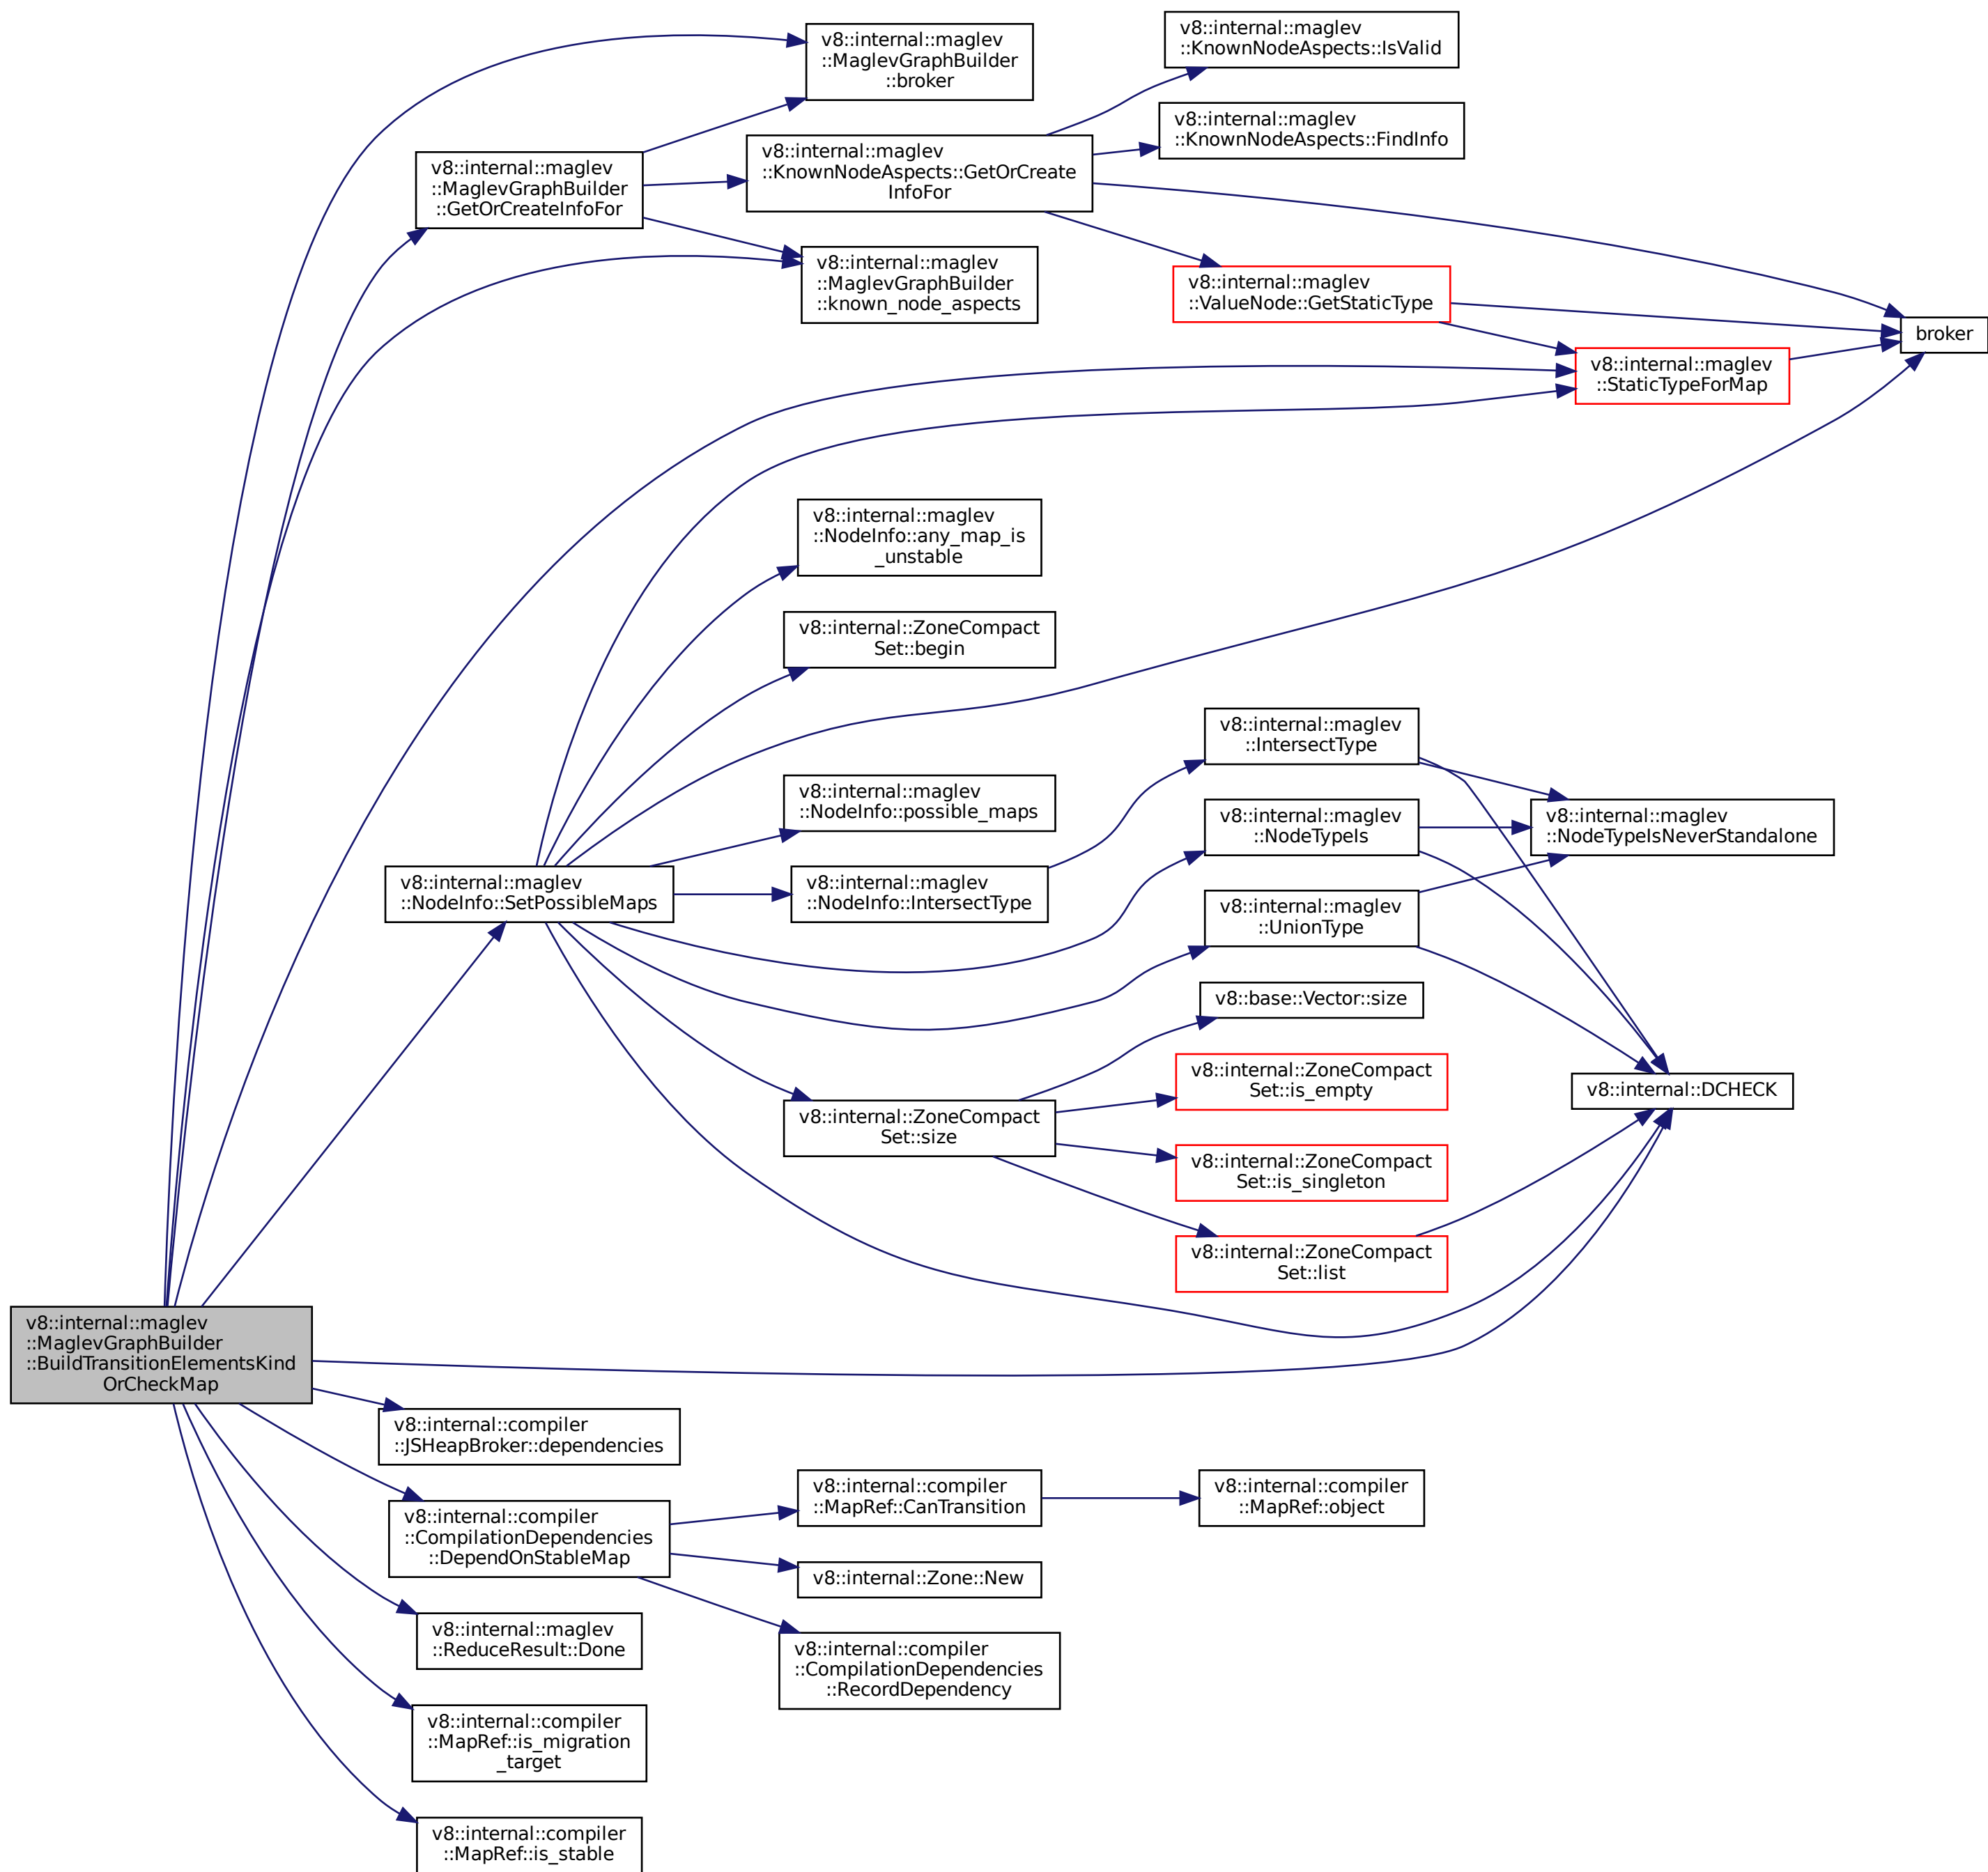 v8::internal::maglev
::MaglevGraphBuilder
::BuildTransitionElementsKind
OrCheckMap
v8::internal::maglev
::MaglevGraphBuilder
::broker
v8::internal::maglev
::MaglevGraphBuilder
::GetOrCreateInfoFor
v8::internal::maglev
::KnownNodeAspects::GetOrCreate
InfoFor
v8::internal::maglev
::KnownNodeAspects::IsValid
v8::internal::maglev
::KnownNodeAspects::FindInfo
v8::internal::maglev
::MaglevGraphBuilder
::known_node_aspects
v8::internal::maglev
::ValueNode::GetStaticType
broker
v8::internal::maglev
::StaticTypeForMap
v8::internal::maglev
::NodeInfo::any_map_is
_unstable
v8::internal::ZoneCompact
Set::begin
v8::internal::maglev
::NodeInfo::possible_maps
v8::internal::maglev
::NodeInfo::SetPossibleMaps
v8::internal::maglev
::NodeInfo::IntersectType
v8::internal::maglev
::IntersectType
v8::internal::maglev
::NodeTypeIs
v8::internal::maglev
::NodeTypeIsNeverStandalone
v8::internal::maglev
::UnionType
v8::base::Vector::size
v8::internal::ZoneCompact
Set::is_empty
v8::internal::DCHECK
v8::internal::ZoneCompact
Set::size
v8::internal::ZoneCompact
Set::is_singleton
v8::internal::ZoneCompact
Set::list
v8::internal::compiler
::JSHeapBroker::dependencies
v8::internal::compiler
::CompilationDependencies
::DependOnStableMap
v8::internal::compiler
::MapRef::CanTransition
v8::internal::compiler
::MapRef::object
v8::internal::Zone::New
v8::internal::compiler
::CompilationDependencies
::RecordDependency
v8::internal::maglev
::ReduceResult::Done
v8::internal::compiler
::MapRef::is_migration
_target
v8::internal::compiler
::MapRef::is_stable